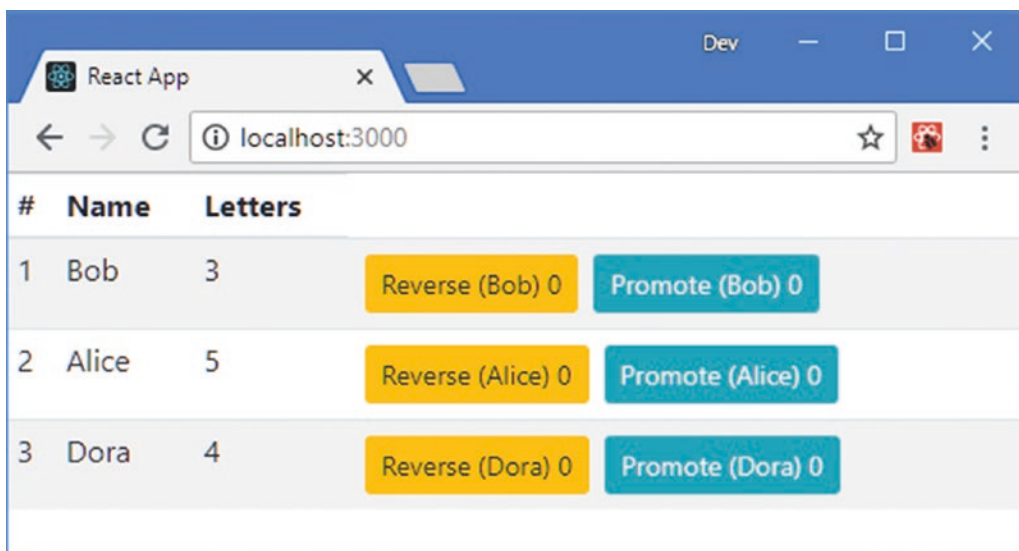 Dev
React App
localhost:3000
# Name Letters
1 Bob 3 Reverse (Bob) 0 Promote (Bob) 0
2 Alice 5 Reverse (Alice) 0 Promote (Alice) 0
3 Dora 4 Reverse (Dora) 0 Promote (Dora) 0